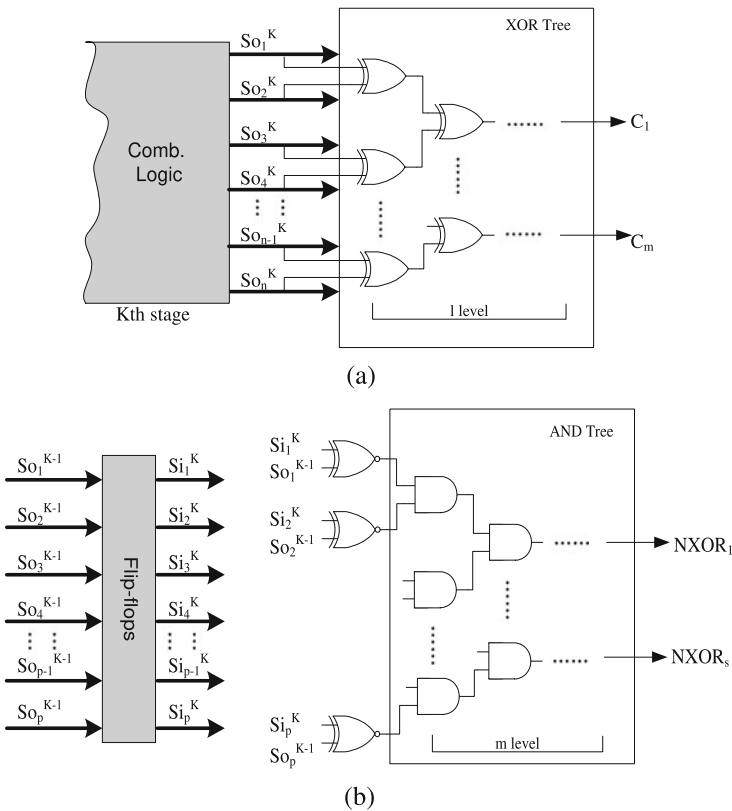 XOR Tree
So₁ᴷ
So₂ᴷ
So₃ᴷ
So₄ᴷ
Soₙ₋₁ᴷ
Soₙᴷ
Comb.
Logic
Kth stage
C₁
Cₘ
l level
(a)
So₁ᴷ⁻¹
So₂ᴷ⁻¹
So₃ᴷ⁻¹
So₄ᴷ⁻¹
Soₚ₋₁ᴷ⁻¹
Soₚᴷ⁻¹
Flip-flops
Si₁ᴷ
Si₂ᴷ
Si₃ᴷ
Si₄ᴷ
Siₚ₋₁ᴷ
Siₚᴷ
AND Tree
Si₁ᴷ
So₁ᴷ⁻¹
Si₂ᴷ
So₂ᴷ⁻¹
Siₚᴷ
Soₚᴷ⁻¹
NXOR₁
NXORₛ
m level
(b)